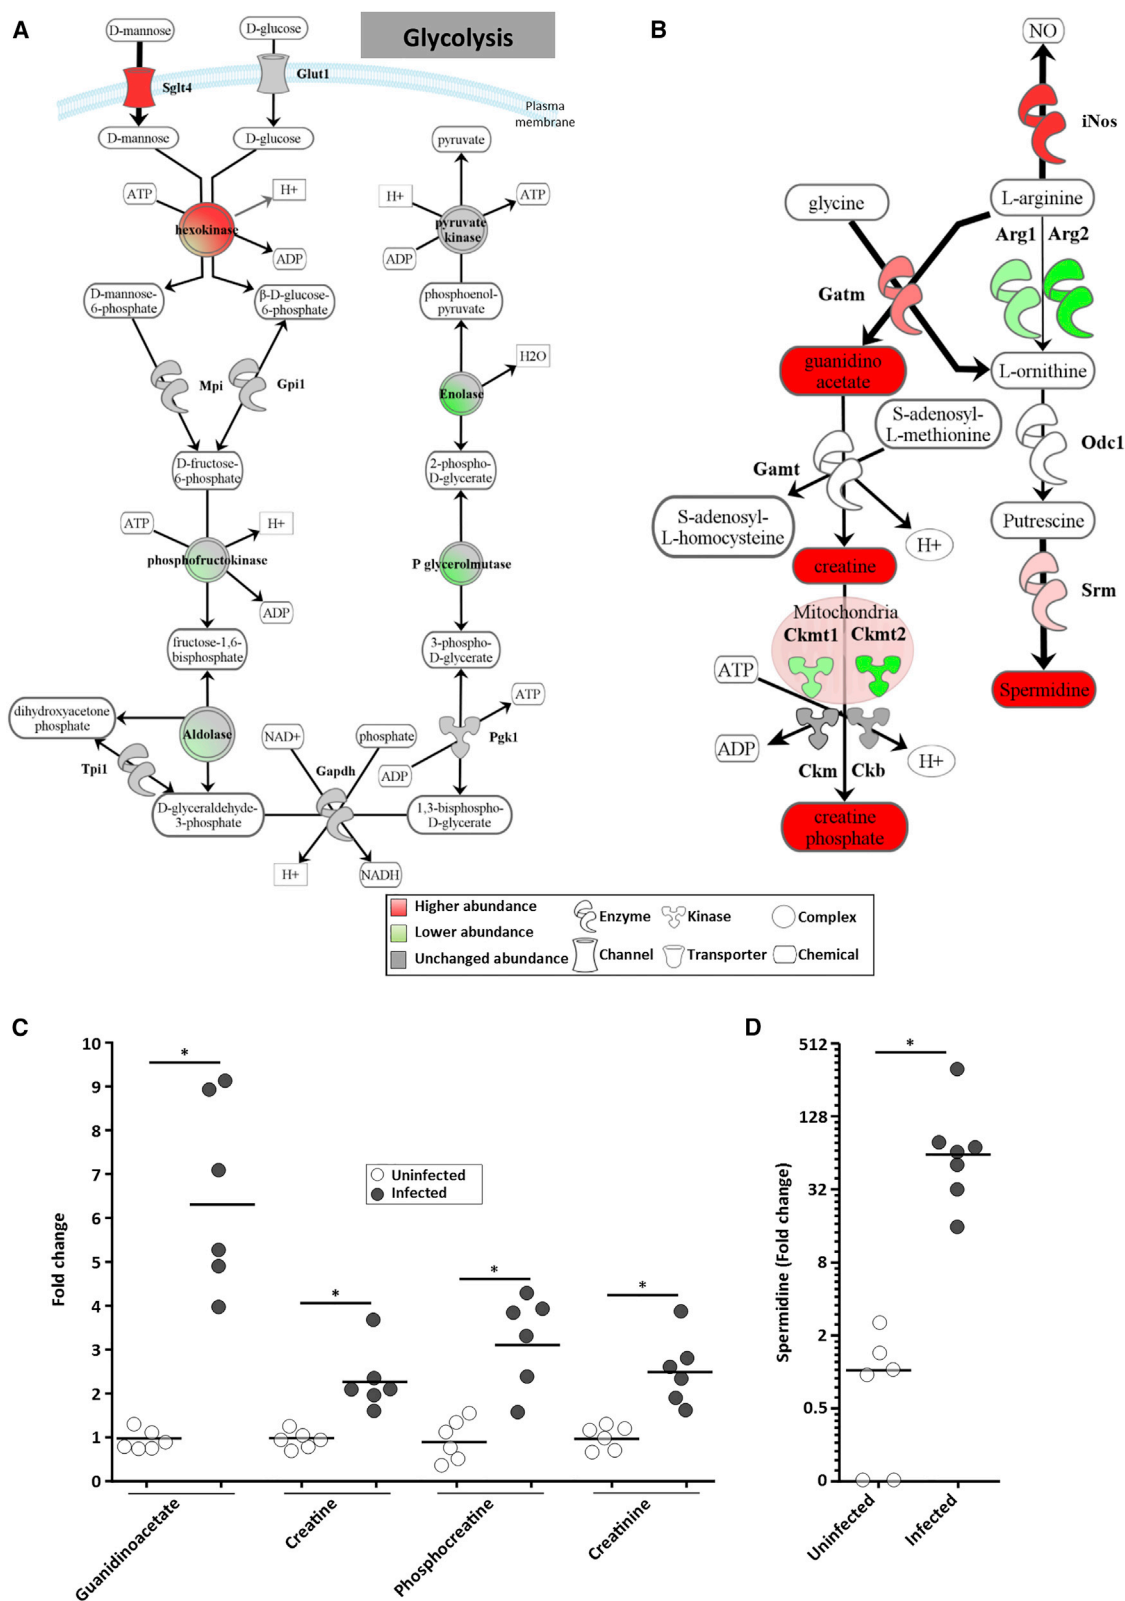 A
Glycolysis
D-mannose
D-glucose
Sglt4
Glut1
Plasma
membrane
D-mannose
D-glucose
pyruvate
ATP
H+
hexokinase
ADP
H+
ATP
pyruvate
kinase
ADP
D-mannose-
6-phosphate
β-D-glucose-
6-phosphate
phosphoenol-
pyruvate
H2O
Mpi
Gpi1
Enolase
D-fructose-
6-phosphate
2-phospho-
D-glycerate
ATP
H+
phosphofructokinase
P glycerolmutase
ADP
fructose-1,6-
bisphosphate
3-phospho-
D-glycerate
dihydroxyacetone
phosphate
Aldolase
NAD+
phosphate
ATP
Pgk1
Tpi1
Gapdh
ADP
D-glyceraldehyde-
3-phosphate
1,3-bisphospho-
D-glycerate
H+
NADH
B
NO
iNos
glycine
L-arginine
Arg1
Arg2
Gatm
guanidino
acetate
L-ornithine
S-adenosyl-
L-methionine
Odc1
Gamt
S-adenosyl-
L-homocysteine
H+
Putrescine
creatine
Srm
Mitochondria
Ckmt1
Ckmt2
ATP
Spermidine
ADP
H+
Ckm
Ckb
creatine
phosphate
Higher abundance
Lower abundance
Unchanged abundance
Enzyme
Kinase
Complex
Channel
Transporter
Chemical
C
10
9
8
7
6
5
4
3
2
1
0
Fold change
*
*
*
*
Uninfected
Infected
Guanidinoacetate
Creatine
Phosphocreatine
Creatinine
D
512
128
32
8
2
0.5
0
Spermidine (Fold change)
*
Uninfected
Infected